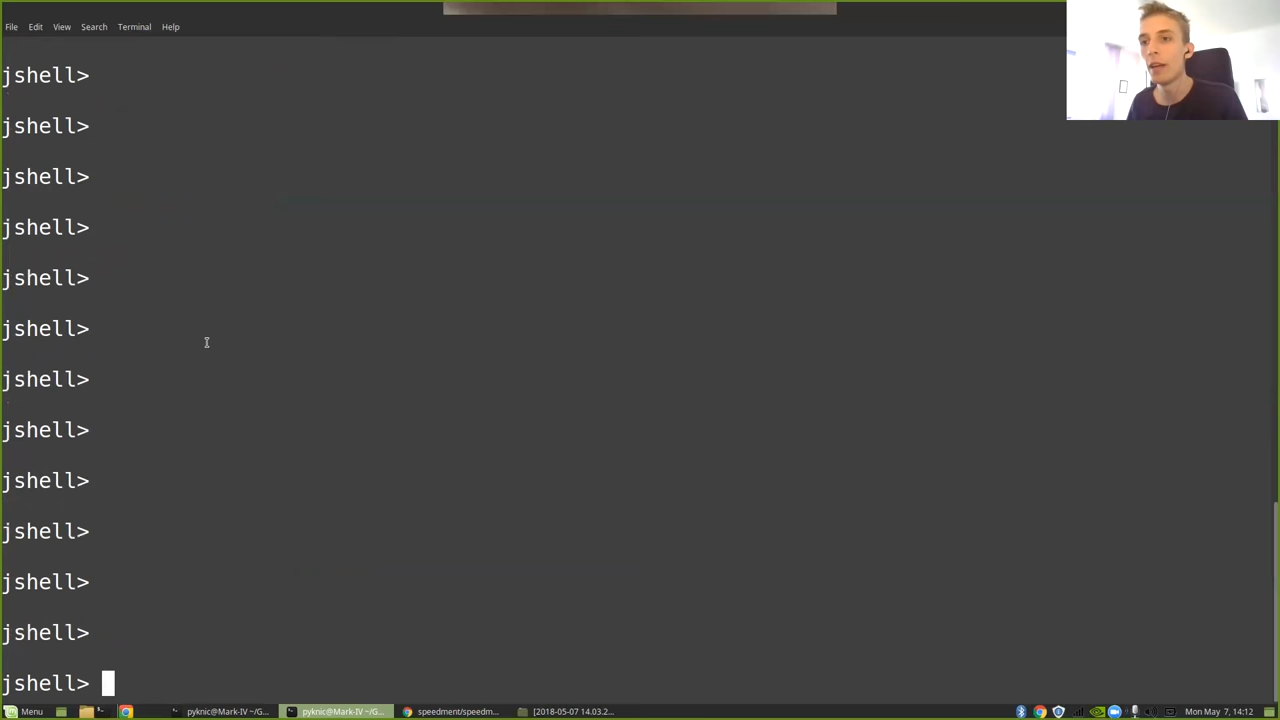 File Edit View Search Terminal Help
jshell>
jshell>
jshell>
jshell>
jshell>
jshell>
jshell>
jshell>
jshell>
jshell>
jshell>
jshell>
jshell>
Menu pyknic@Mark-IV ~/G... pyknic@Mark-IV ~/G... speedment/speedm... [2018-05-07 14.03.2... Mon May 7, 14:12